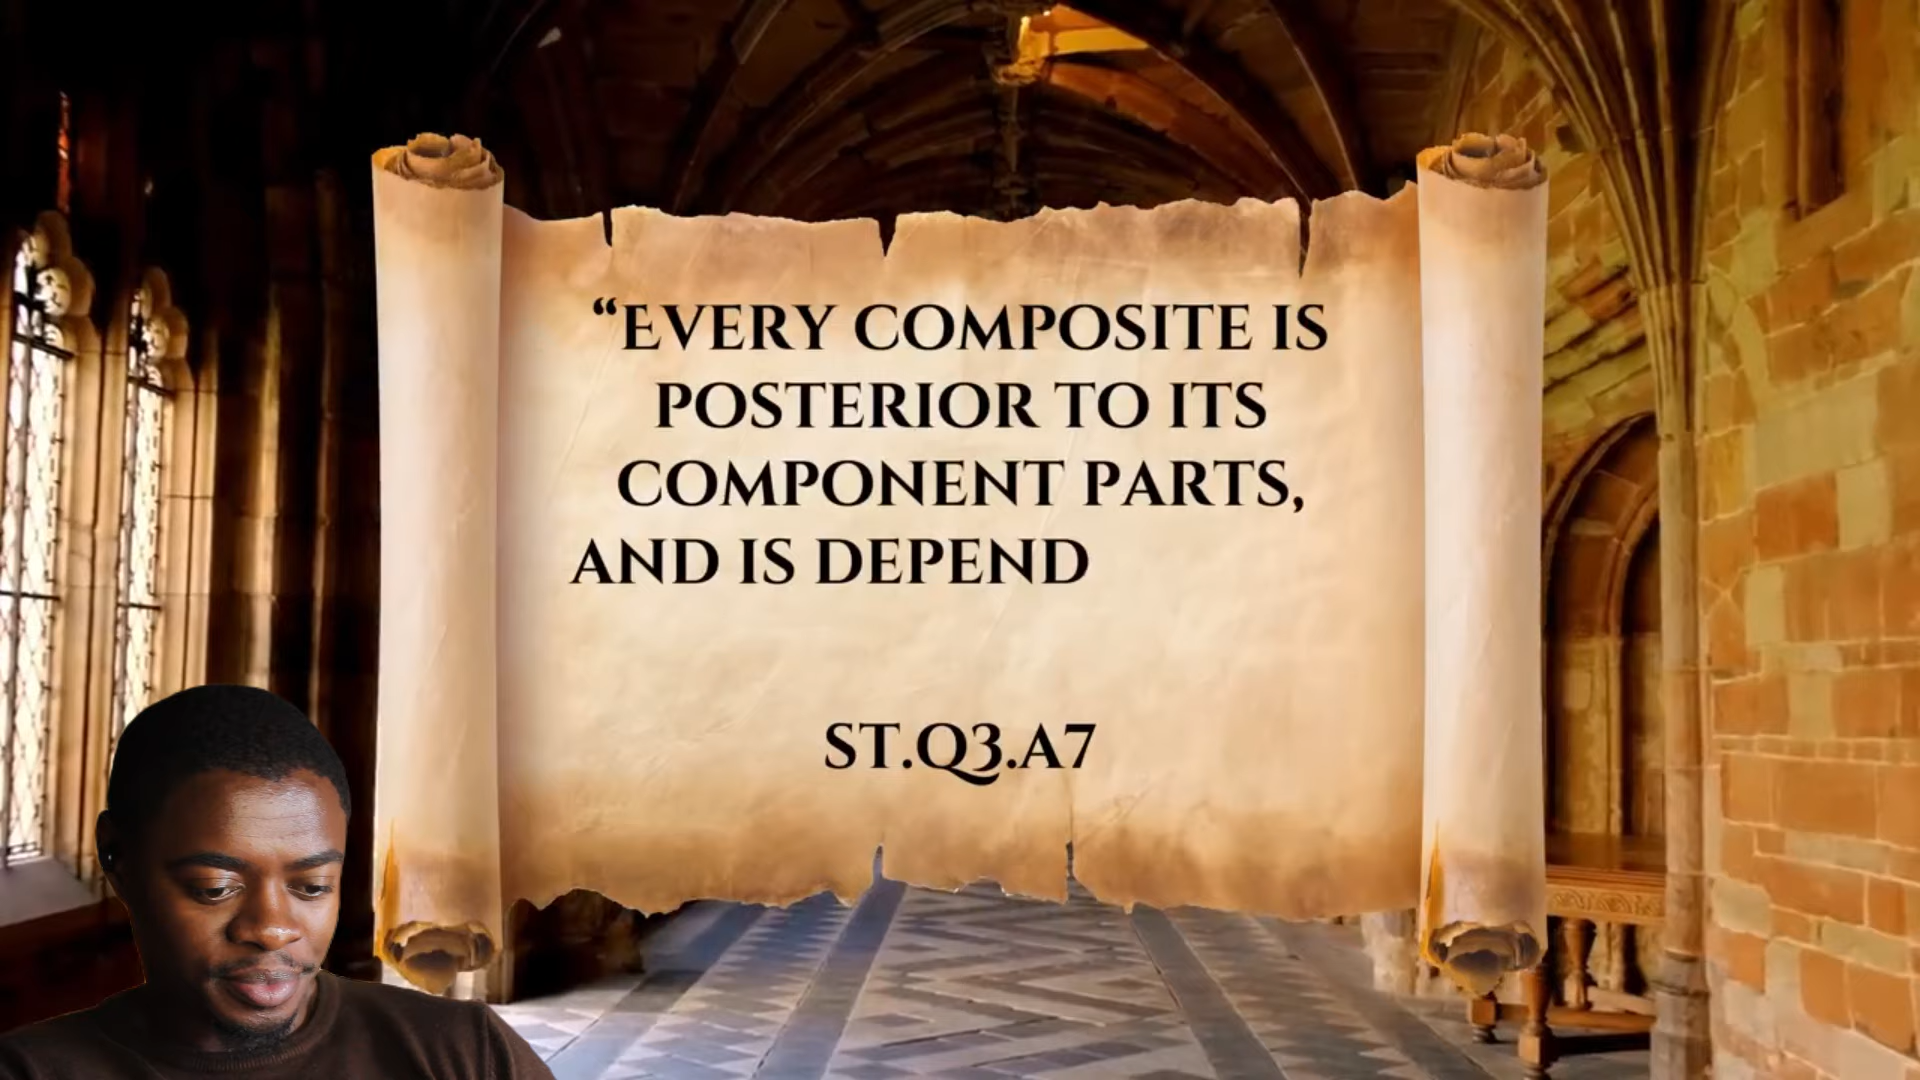 “EVERY COMPOSITE IS
POSTERIOR TO ITS
COMPONENT PARTS,
AND IS DEPEND
ST.Q3.A7